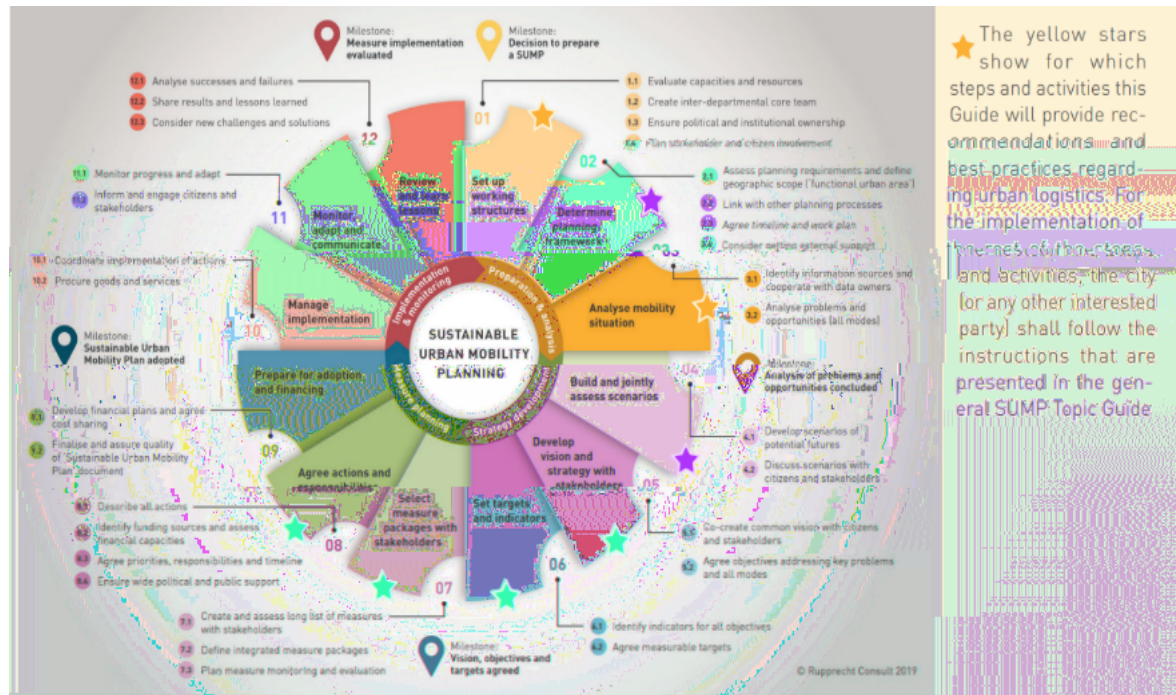 Milestone:
Measure implementation
evaluated
Milestone:
Decision to prepare
a SUMP
12.1 Analyse successes and failures
12.2 Share results and lessons learned
12.3 Consider new challenges and solutions
1.1 Evaluate capacities and resources
1.2 Create inter-departmental core team
1.3 Ensure political and institutional ownership
1.4 Plan stakeholder and citizen involvement
11.1 Monitor progress and adapt
11.2 Inform and engage citizens and
stakeholders
2.1 Assess planning requirements and define
geographic scope ('functional urban area')
2.2 Link with other planning processes
2.3 Agree timeline and work plan
2.4 Consider getting external support
10.1 Coordinate implementation of actions
10.2 Procure goods and services
3.1 Identify information sources and
cooperate with data owners
3.2 Analyse problems and
opportunities (all modes)
Milestone:
Sustainable Urban
Mobility Plan adopted
Milestone:
Analysis of problems and
opportunities concluded
9.1 Develop financial plans and agree
cost sharing
9.2 Finalise and assure quality
of 'Sustainable Urban Mobility
Plan' document
4.1 Develop scenarios of
potential futures
4.2 Discuss scenarios with
citizens and stakeholders
8.1 Describe all actions
8.2 Identify funding sources and assess
financial capacities
8.3 Agree priorities, responsibilities and timeline
8.4 Ensure wide political and public support
5.1 Co-create common vision with citizens
and stakeholders
5.2 Agree objectives addressing key problems
and all modes
7.1 Create and assess long list of measures
with stakeholders
7.2 Define integrated measure packages
7.3 Plan measure monitoring and evaluation
Milestone:
Vision, objectives and
targets agreed
6.1 Identify indicators for all objectives
6.2 Agree measurable targets
© Rupprecht Consult 2019
01
Set up
working
structures
02
Determine
planning
framework
03
Analyse mobility
situation
04
Build and jointly
assess scenarios
05
Develop
vision and
strategy with
stakeholders
06
Set targets
and indicators
07
Select
measure
packages with
stakeholders
08
Agree actions and
responsibilities
09
Prepare for adoption
and financing
10
Manage
implementation
11
Monitor,
adapt and
communicate
12
Review
and learn
lessons
Preparation & analysis
Strategy development
Measure planning
Implementation
& monitoring
SUSTAINABLE
URBAN MOBILITY
PLANNING
The yellow stars
show for which
steps and activities this
Guide will provide rec-
ommendations and
best practices regard-
ing urban logistics. For
the implementation of
the rest of the steps
and activities, the city
(or any other interested
party) shall follow the
instructions that are
presented in the gen-
eral SUMP Topic Guide